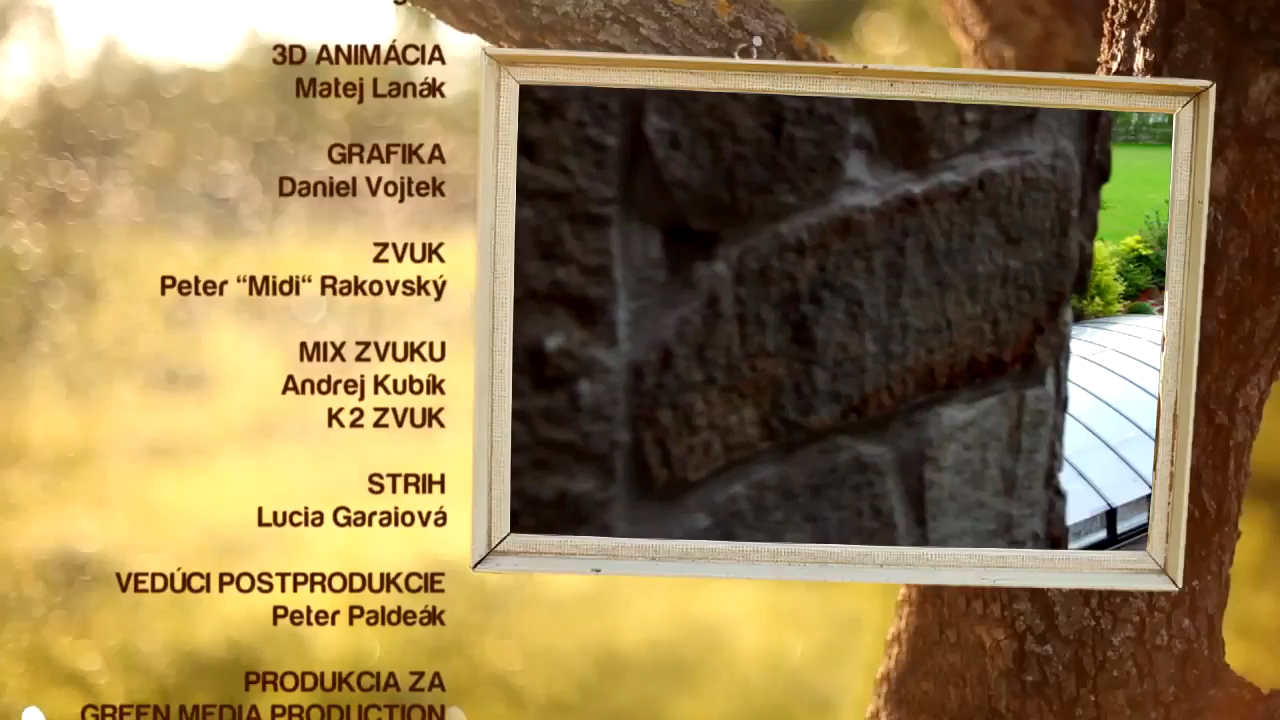 3D ANIMÁCIA
Matej Lanák
GRAFIKA
Daniel Vojtek
ZVUK
Peter “Midi“ Rakovský
MIX ZVUKU
Andrej Kubík
K2 ZVUK
STRIH
Lucia Garaiová
VEDÚCI POSTPRODUKCIE
Peter Paldeák
PRODUKCIA ZA
GREEN MEDIA PRODUCTION